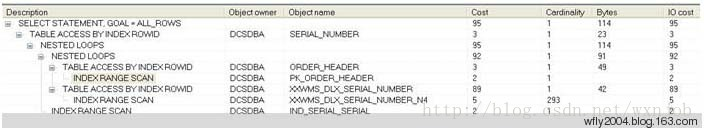 Description Object owner Object name Cost Cardinality Bytes IO cost
SELECT STATEMENT, GOAL = ALL_ROWS 95 1 114 95
TABLE ACCESS BY INDEX ROWID DCSDBA SERIAL_NUMBER 3 1 23 3
NESTED LOOPS 95 1 114 95
NESTED LOOPS 92 1 91 92
TABLE ACCESS BY INDEX ROWID DCSDBA ORDER_HEADER 3 1 49 3
INDEX RANGE SCAN DCSDBA PK_ORDER_HEADER 2 1 2
TABLE ACCESS BY INDEX ROWID DCSDBA XXWMS_DLX_SERIAL_NUMBER 89 1 42 89
INDEX RANGE SCAN DCSDBA XXWMS_DLX_SERIAL_NUMBER_N4 5 293 5
INDEX RANGE SCAN DCSDBA IND_SERIAL_SERIAL 2 1 2
http://blog.csdn.net/wxnjob
wfly2004.blog.163.com